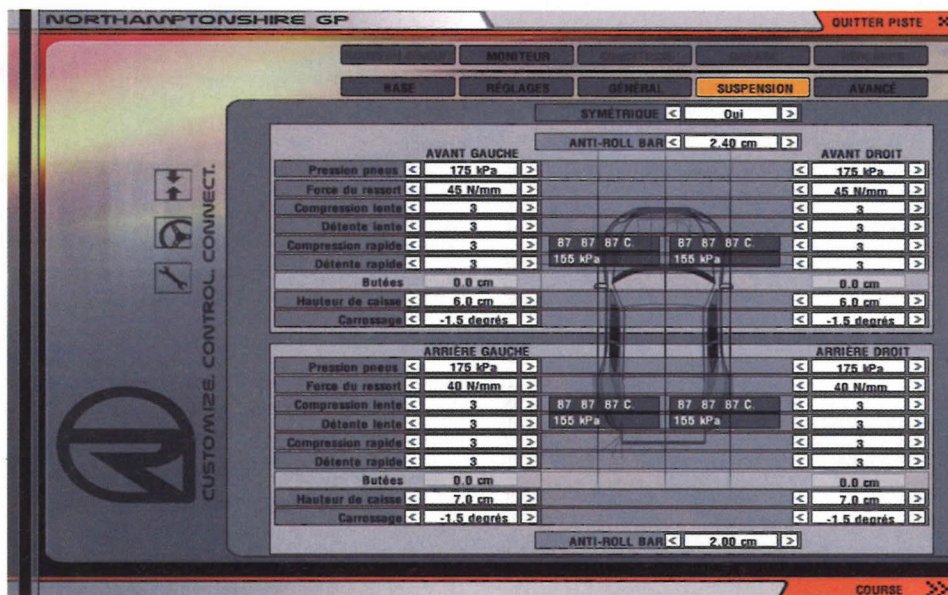 NORTHAMPTONSHIRE GP
QUITTER PISTE
MONITEUR
BASE RÉGLAGES GÉNÉRAL SUSPENSION AVANCÉ
SYMÉTRIQUE < Oui >
ANTI-ROLL BAR < 2.40 cm >
AVANT GAUCHE AVANT DROIT
Pression pneus < 175 kPa > < 175 kPa >
Force du ressort < 45 N/mm > < 45 N/mm >
Compression lente < 3 > < 3 >
Détente lente < 3 > < 3 >
Compression rapide < 3 > 87 87 87 C. 87 87 87 C. < 3 >
155 kPa 155 kPa
Détente rapide < 3 > < 3 >
Butées 0.0 cm 0.0 cm
Hauteur de caisse < 6.0 cm > < 6.0 cm >
Carrossage < -1.5 degrés > < -1.5 degrés >
ARRIÈRE GAUCHE ARRIÈRE DROIT
Pression pneus < 175 kPa > < 175 kPa >
Force du ressort < 40 N/mm > < 40 N/mm >
Compression lente < 3 > 87 87 87 C. 87 87 87 C. < 3 >
155 kPa 155 kPa
Détente lente < 3 > < 3 >
Compression rapide < 3 > < 3 >
Détente rapide < 3 > < 3 >
Butées 0.0 cm 0.0 cm
Hauteur de caisse < 7.0 cm > < 7.0 cm >
Carrossage < -1.5 degrés > < -1.5 degrés >
ANTI-ROLL BAR < 2.00 cm >
CUSTOMIZE. CONTROL. CONNECT.
COURSE